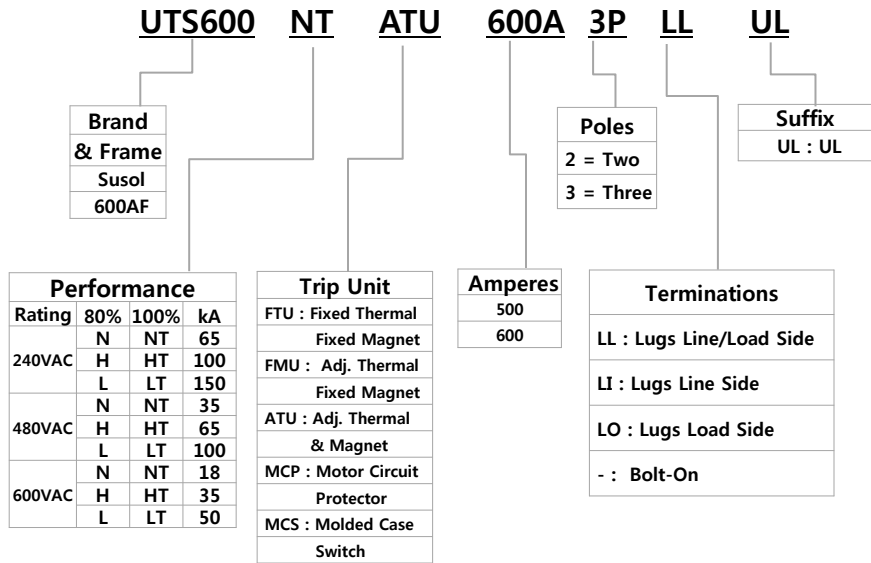 UTS600 NT ATU 600A 3P LL UL
Brand
& Frame
Susol
600AF
Poles
2 = Two
3 = Three
Suffix
UL : UL
Performance
Rating 80% 100% kA
240VAC
N NT 65
H HT 100
L LT 150
480VAC
N NT 35
H HT 65
L LT 100
600VAC
N NT 18
H HT 35
L LT 50
Trip Unit
FTU : Fixed Thermal
Fixed Magnet
FMU : Adj. Thermal
Fixed Magnet
ATU : Adj. Thermal
& Magnet
MCP : Motor Circuit
Protector
MCS : Molded Case
Switch
Amperes
500
600
Terminations
LL : Lugs Line/Load Side
LI : Lugs Line Side
LO : Lugs Load Side
- : Bolt-On